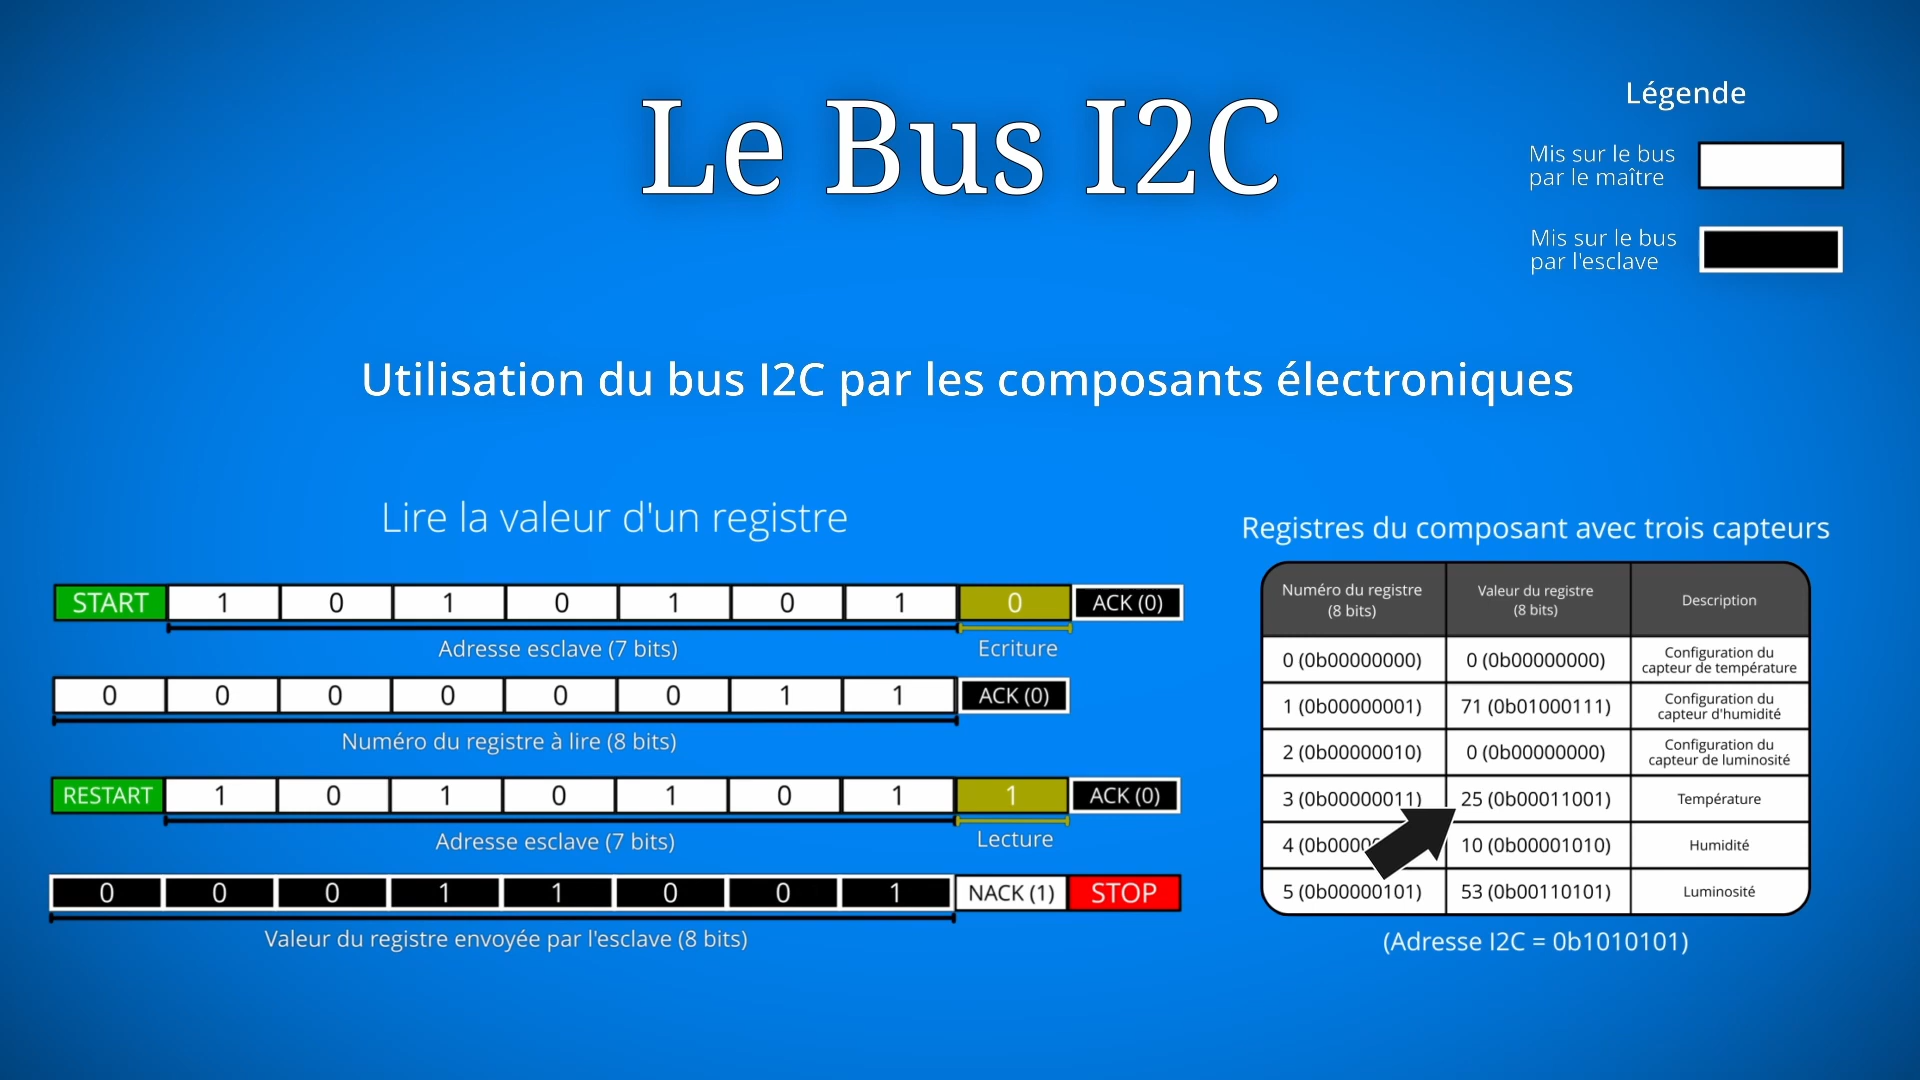 Le Bus I2C
Légende
Mis sur le bus
par le maître
Mis sur le bus
par l'esclave
Utilisation du bus I2C par les composants électroniques
Lire la valeur d'un registre
START 1 0 1 0 1 0 1 0 ACK (0)
Adresse esclave (7 bits) Ecriture
0 0 0 0 0 0 1 1 ACK (0)
Numéro du registre à lire (8 bits)
RESTART 1 0 1 0 1 0 1 1 ACK (0)
Adresse esclave (7 bits) Lecture
0 0 0 1 1 0 0 1 NACK (1) STOP
Valeur du registre envoyée par l'esclave (8 bits)
Registres du composant avec trois capteurs
Numéro du registre
(8 bits)
Valeur du registre
(8 bits)
Description
0 (0b00000000) 0 (0b00000000) Configuration du
capteur de température
1 (0b00000001) 71 (0b01000111) Configuration du
capteur d'humidité
2 (0b00000010) 0 (0b00000000) Configuration du
capteur de luminosité
3 (0b00000011) 25 (0b00011001) Température
4 10 (0b00001010) Humidité
5 (0b00000101) 53 (0b00110101) Luminosité
(Adresse I2C = 0b1010101)